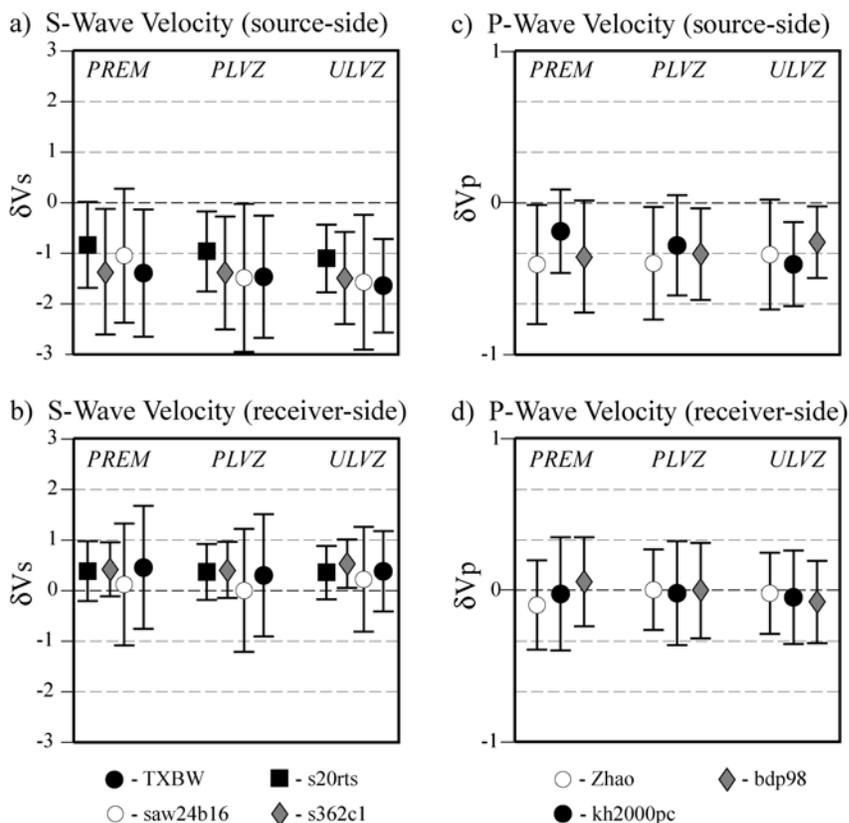 a) S-Wave Velocity (source-side)
3
2
1
0
-1
-2
-3
δVs
PREM PLVZ ULVZ
c) P-Wave Velocity (source-side)
1
0
-1
δVp
PREM PLVZ ULVZ
b) S-Wave Velocity (receiver-side)
3
2
1
0
-1
-2
-3
δVs
PREM PLVZ ULVZ
d) P-Wave Velocity (receiver-side)
1
0
-1
δVp
PREM PLVZ ULVZ
- TXBW - s20rts
- saw24b16 - s362c1
- Zhao - bdp98
- kh2000pc